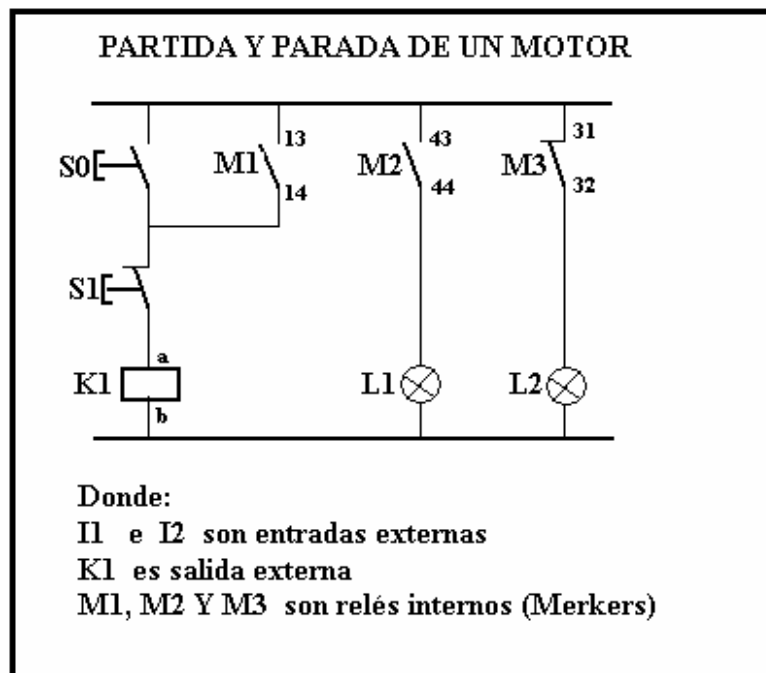 PARTIDA Y PARADA DE UN MOTOR
S0
M1
13
14
M2
43
44
M3
31
32
S1
K1
a
b
L1
L2
Donde:
I1 e I2 son entradas externas
K1 es salida externa
M1, M2 Y M3 son relés internos (Merkers)